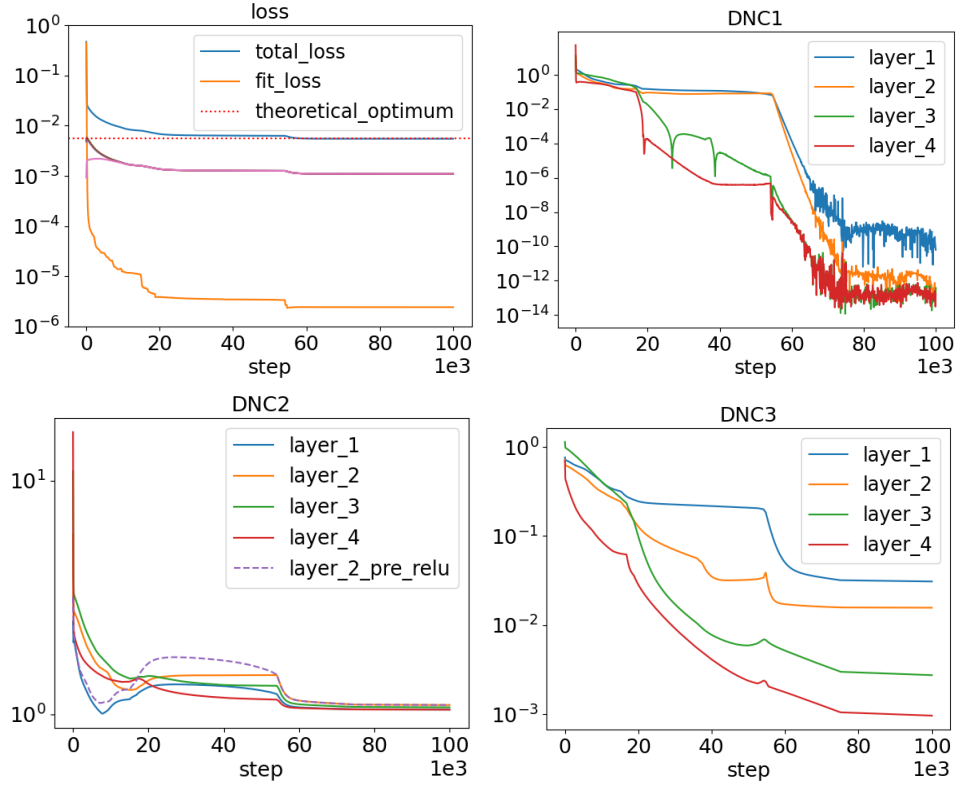 loss
10^0
10^-1
10^-2
10^-3
10^-4
10^-5
10^-6
total_loss
fit_loss
theoretical_optimum
0 20 40 60 80 100
step 1e3
DNC1
10^0
10^-2
10^-4
10^-6
10^-8
10^-10
10^-12
10^-14
layer_1
layer_2
layer_3
layer_4
0 20 40 60 80 100
step 1e3
DNC2
10^1
10^0
layer_1
layer_2
layer_3
layer_4
layer_2_pre_relu
0 20 40 60 80 100
step 1e3
DNC3
10^0
10^-1
10^-2
10^-3
layer_1
layer_2
layer_3
layer_4
0 20 40 60 80 100
step 1e3